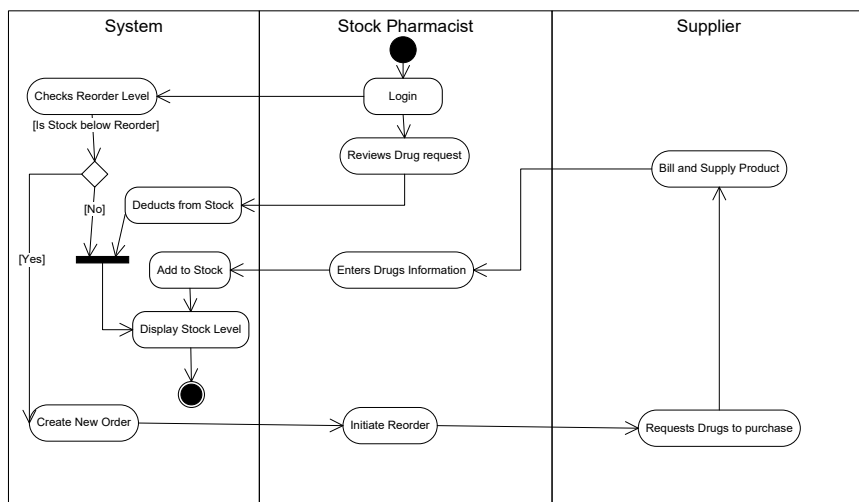 System
Stock Pharmacist
Supplier
Checks Reorder Level
Login
[Is Stock below Reorder]
Reviews Drug request
Bill and Supply Product
[No]
Deducts from Stock
[Yes]
Add to Stock
Enters Drugs Information
Display Stock Level
Create New Order
Initiate Reorder
Requests Drugs to purchase